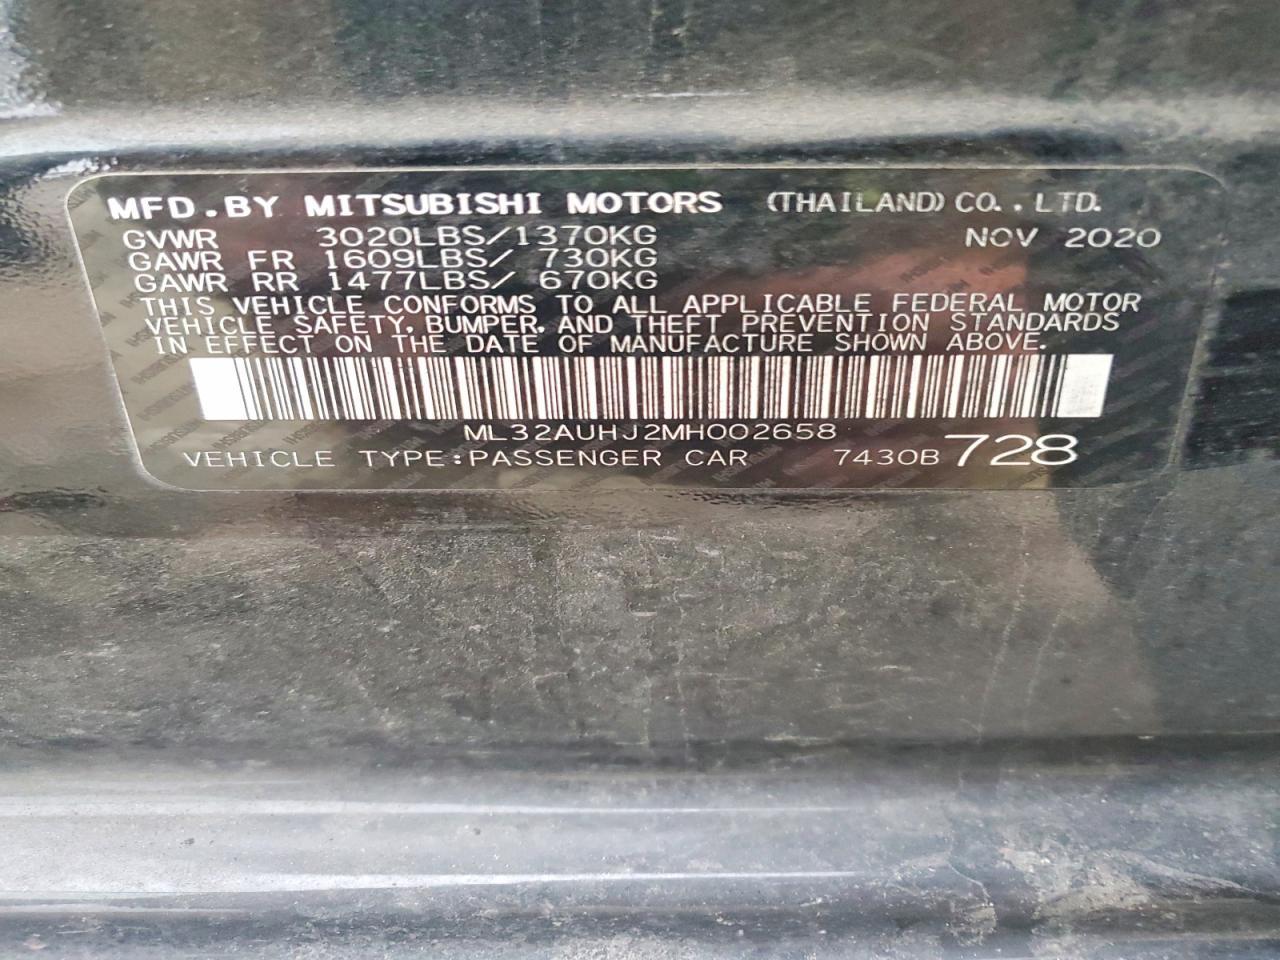 MFD.BY MITSUBISHI MOTORS (THAILAND) CO.,LTD.
GVWR 3020LBS/1370KG NOV 2020
GAWR FR 1609LBS/ 730KG
GAWR RR 1477LBS/ 670KG
THIS VEHICLE CONFORMS TO ALL APPLICABLE FEDERAL MOTOR
VEHICLE SAFETY, BUMPER, AND THEFT PREVENTION STANDARDS
IN EFFECT ON THE DATE OF MANUFACTURE SHOWN ABOVE.
ML32AUHJ2MH002658
VEHICLE TYPE:PASSENGER CAR 7430B 728